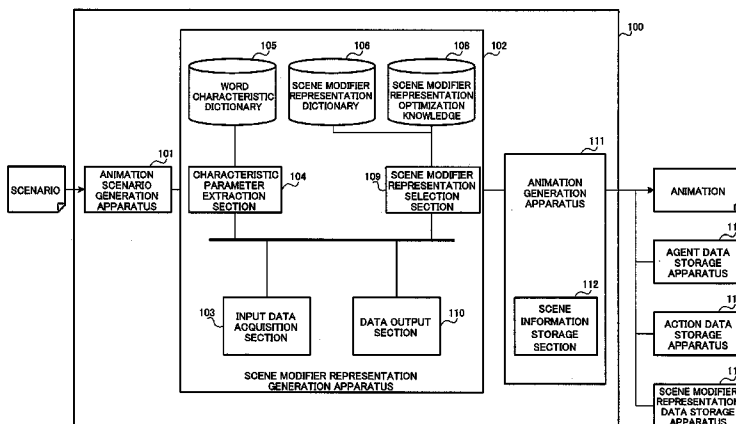 105
106
108
102
100
WORD
CHARACTERISTIC
DICTIONARY
SCENE MODIFIER
REPRESENTATION
DICTIONARY
SCENE MODIFIER
REPRESENTATION
OPTIMIZATION
KNOWLEDGE
SCENARIO
101
ANIMATION
SCENARIO
GENERATION
APPARATUS
CHARACTERISTIC
PARAMETER
EXTRACTION
SECTION
104
109
SCENE MODIFIER
REPRESENTATION
SELECTION
SECTION
111
ANIMATION
GENERATION
APPARATUS
ANIMATION
11
AGENT DATA
STORAGE
APPARATUS
103
INPUT DATA
ACQUISITION
SECTION
DATA OUTPUT
SECTION
110
112
SCENE
INFORMATION
STORAGE
SECTION
11
ACTION DATA
STORAGE
APPARATUS
SCENE MODIFIER REPRESENTATION
GENERATION APPARATUS
11
SCENE MODIFIER
REPRESENTATION
DATA STORAGE
APPARATUS